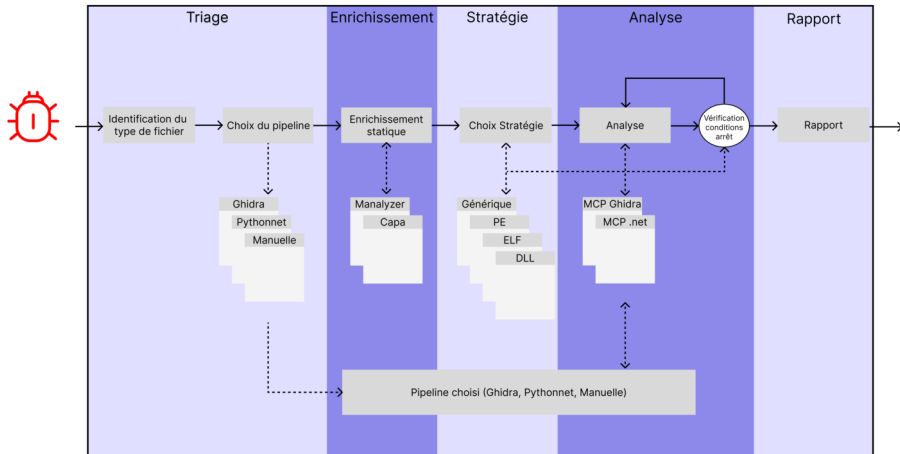 Triage
Enrichissement
Stratégie
Analyse
Rapport
Identification du
type de fichier
Choix du pipeline
Enrichissement
statique
Choix Stratégie
Analyse
Vérification
conditions
arrêt
Rapport
Ghidra
Pythonnet
Manuelle
Manalyzer
Capa
Générique
PE
ELF
DLL
MCP Ghidra
MCP .net
Pipeline choisi (Ghidra, Pythonnet, Manuelle)